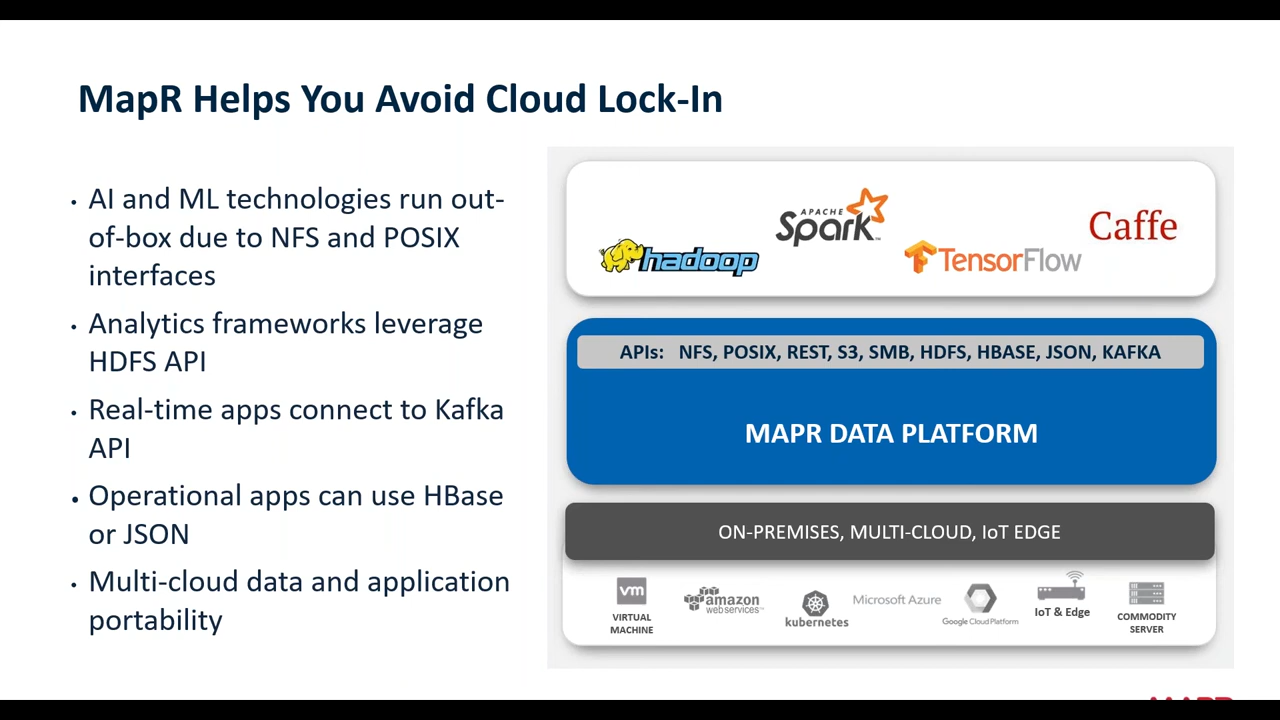 MapR Helps You Avoid Cloud Lock-In
• AI and ML technologies run out-
of-box due to NFS and POSIX
interfaces
• Analytics frameworks leverage
HDFS API
• Real-time apps connect to Kafka
API
• Operational apps can use HBase
or JSON
• Multi-cloud data and application
portability
hadoop
APACHE
Spark™
TensorFlow
Caffe
APIs: NFS, POSIX, REST, S3, SMB, HDFS, HBASE, JSON, KAFKA
MAPR DATA PLATFORM
ON-PREMISES, MULTI-CLOUD, IoT EDGE
vm
VIRTUAL
MACHINE
amazon
webservices™
kubernetes
Microsoft Azure
Google Cloud Platform
IoT & Edge
COMMODITY
SERVER